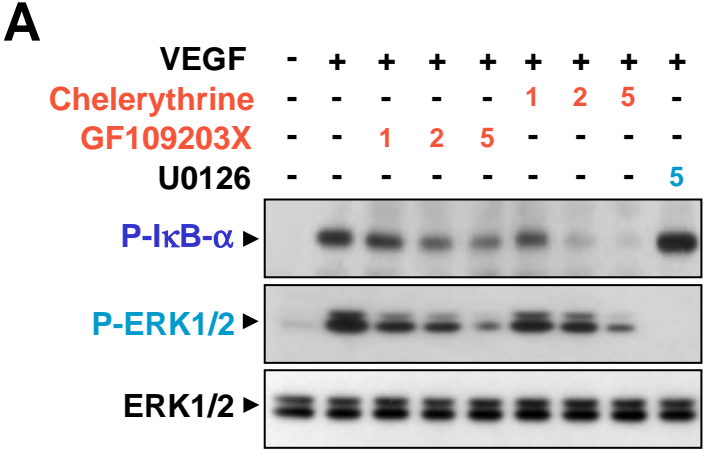 A
VEGF - + + + + + + + +
Chelerythrine - - - - - 1 2 5 -
GF109203X - - 1 2 5 - - - -
U0126 - - - - - - - - 5
P-IκB-α
P-ERK1/2
ERK1/2